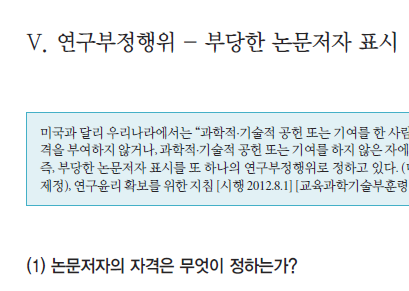 Ⅴ. 연구부정행위 – 부당한 논문저자 표시
미국과 달리 우리나라에서는 “과학적·기술적 공헌 또는 기여를 한 사람
격을 부여하지 않거나, 과학적·기술적 공헌 또는 기여를 하지 않은 자에
즉, 부당한 논문저자 표시를 또 하나의 연구부정행위로 정하고 있다. (
제정), 연구윤리 확보를 위한 지침 [시행 2012.8.1] [교육과학기술부훈령
(1) 논문저자의 자격은 무엇이 정하는가?